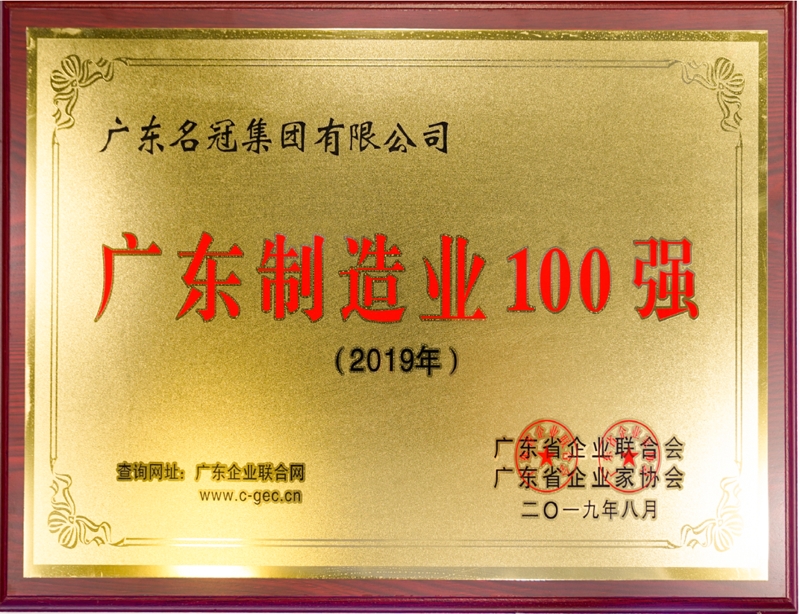 广东名冠集团有限公司
广东制造业100强
（2019年）
查询网址：广东企业联合网
www.c-gec.cn
广东省企业联合会
广东省企业家协会
二〇一九年八月